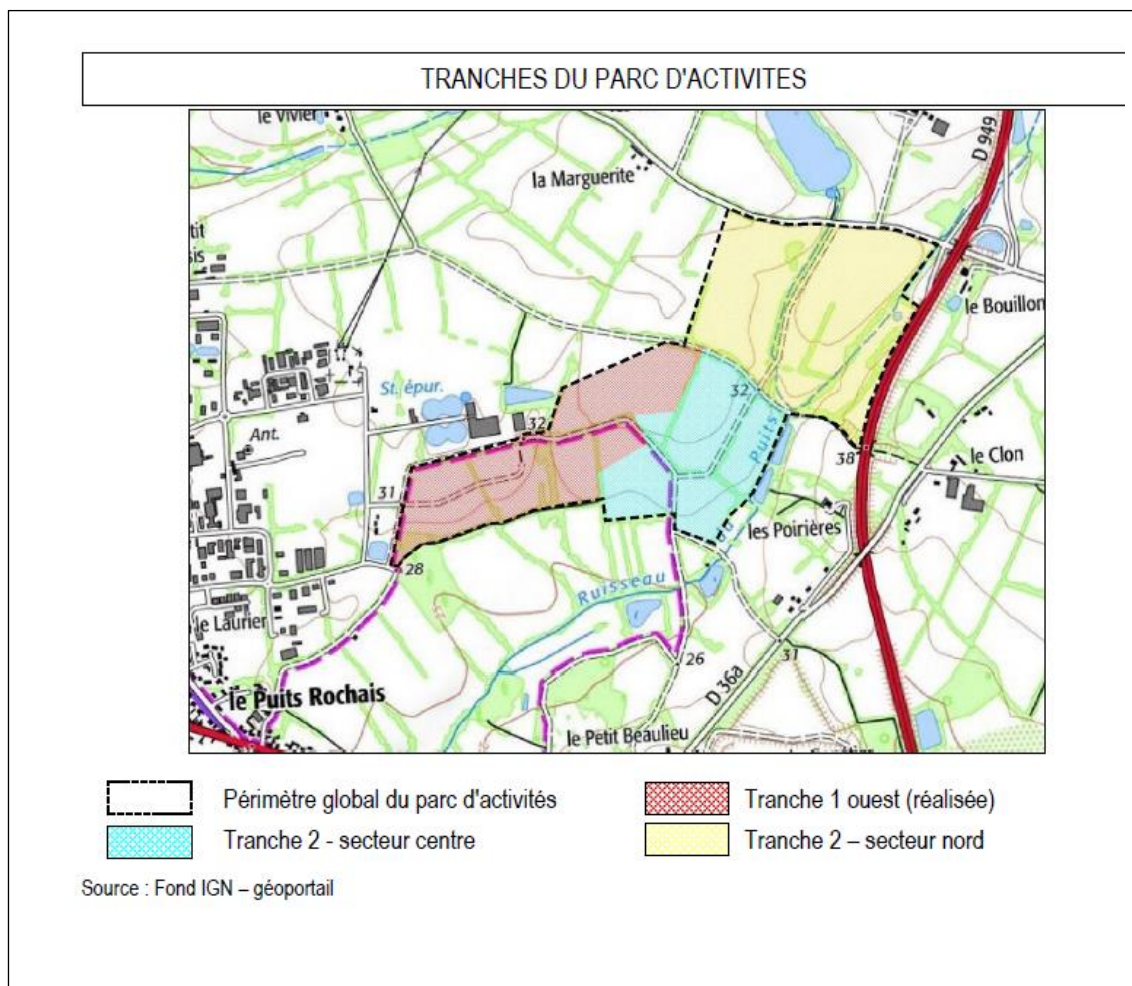 TRANCHES DU PARC D'ACTIVITES
le Vivier
la Marguerite
D 949
le Bouillon
St. épur.
32
32
Ant.
31
Puits
38
le Clon
du
les Poirières
28
Ruisseau
le Laurier
26
31
D 36a
le Puits Rochais
le Petit Beaulieu
Périmètre global du parc d'activités
Tranche 1 ouest (réalisée)
Tranche 2 - secteur centre
Tranche 2 – secteur nord
Source : Fond IGN – géoportail